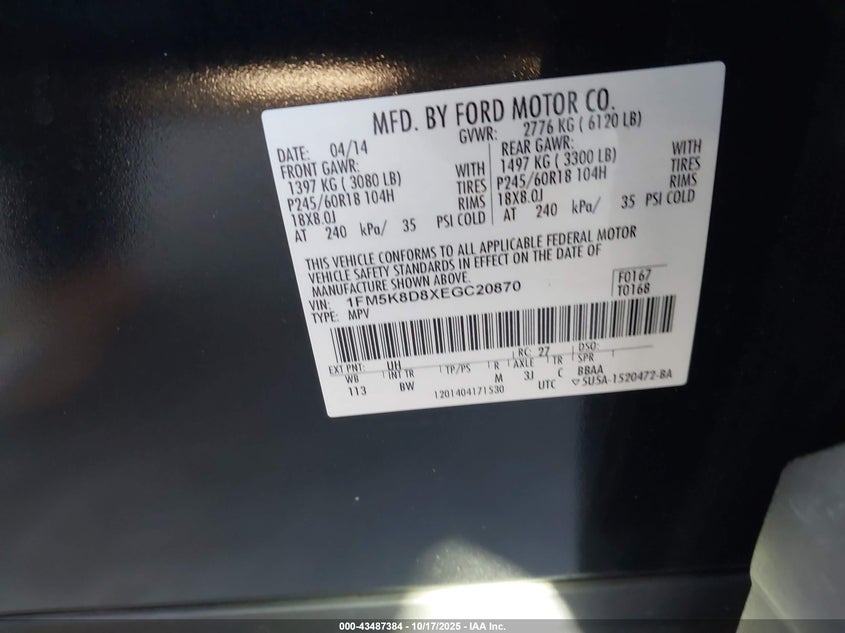 MFD. BY FORD MOTOR CO.
DATE: 04/14 GVWR: 2776 KG ( 6120 LB)
FRONT GAWR: WITH REAR GAWR: WITH
1397 KG ( 3080 LB) TIRES 1497 KG ( 3300 LB) TIRES
P245/60R18 104H RIMS P245/60R18 104H RIMS
18X8.0J 18X8.0J
AT 240 kPa/ 35 PSI COLD AT 240 kPa/ 35 PSI COLD
THIS VEHICLE CONFORMS TO ALL APPLICABLE FEDERAL MOTOR
VEHICLE SAFETY STANDARDS IN EFFECT ON THE DATE OF
MANUFACTURE SHOWN ABOVE.
VIN: 1FM5K8D8XEGC20870 F0167
TYPE: MPV T0168
EXT PNT: UH RC: 27 DSO:
WB INT TR TP/PS R AXLE TR SPR
113 BW M 3J C BBAA
1201404171530 UTC 5U5A-1520472-BA
000-43487384 - 10/17/2025 - IAA Inc.